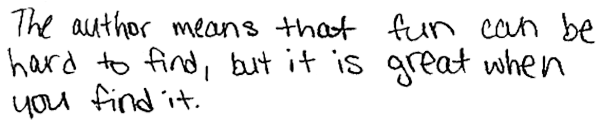 The author means that fun can be
hard to find, but it is great when
you find it.